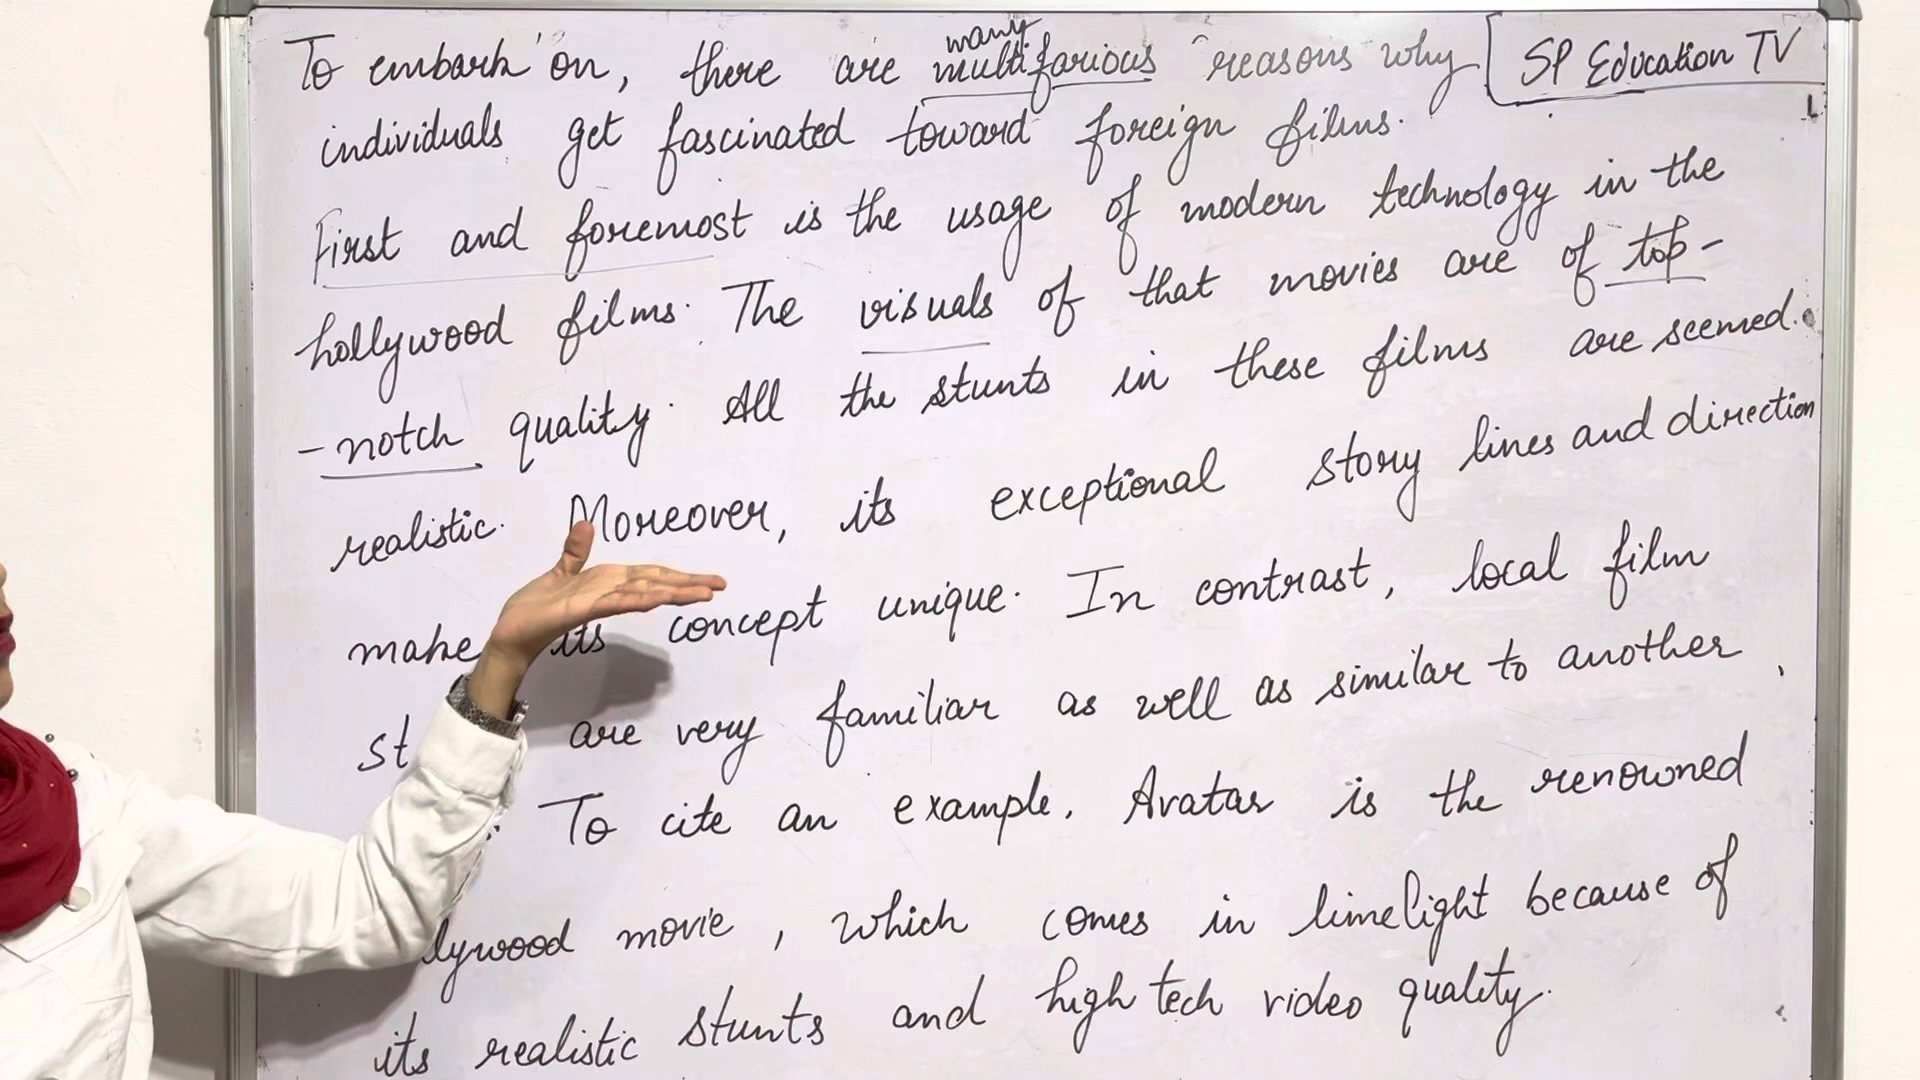 many
To embark on, there are multifarious reasons why
SP Education TV
individuals get fascinated toward foreign films.
First and foremost is the usage of modern technology in the
hollywood films. The visuals of that movies are of top-
-notch quality. All the stunts in these films are seemed
realistic. Moreover, its exceptional story lines and direction
make its concept unique. In contrast, local film
are very familiar as well as similar to another
To cite an example, Avatar is the renowned
lywood movie, which comes in limelight because of
its realistic stunts and high tech video quality.